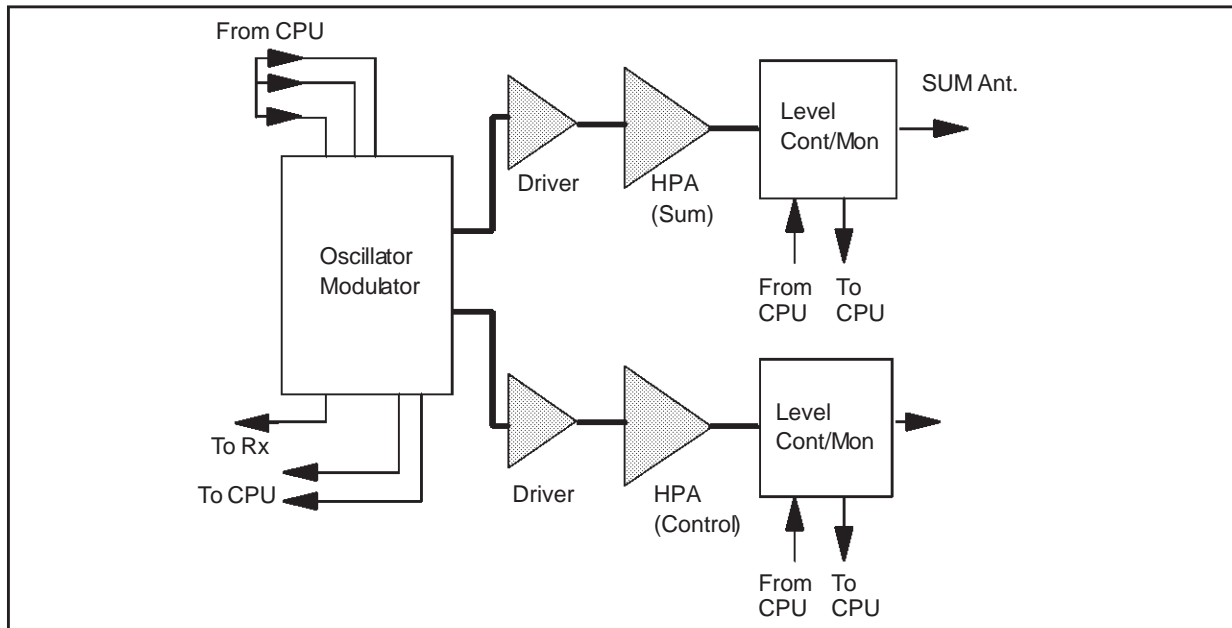 From CPU
SUM Ant.
Level
Cont/Mon
Driver
HPA
(Sum)
Oscillator
Modulator
From
CPU
To
CPU
Level
Cont/Mon
To Rx
To CPU
Driver
HPA
(Control)
From
CPU
To
CPU